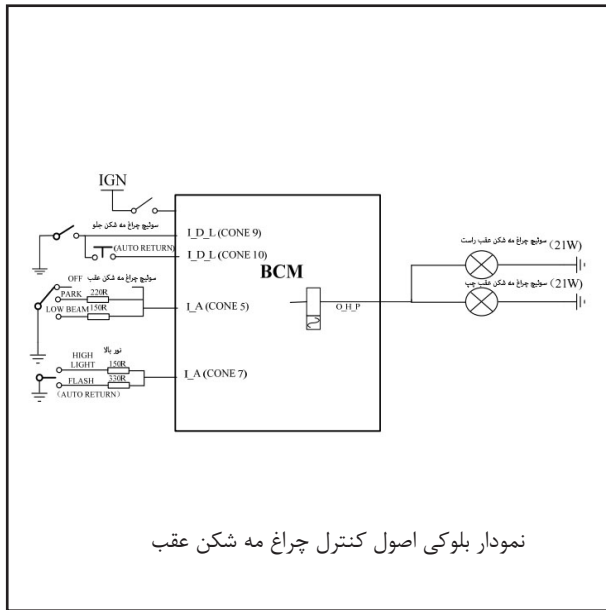 IGN
سوئیچ چراغ مه شکن جلو
I_D_L (CONE 9)
(AUTO RETURN)
I_D_L (CONE 10)
BCM
سوئیچ چراغ مه شکن عقب راست (21W)
سوئیچ چراغ مه شکن عقب چپ (21W)
OFF
سوئیچ چراغ مه شکن عقب
PARK
220R
LOW BEAM
150R
I_A (CONE 5)
O_H_P
نور بالا
HIGH
LIGHT
150R
I_A (CONE 7)
FLASH
330R
(AUTO RETURN)
نمودار بلوکی اصول کنترل چراغ مه شکن عقب